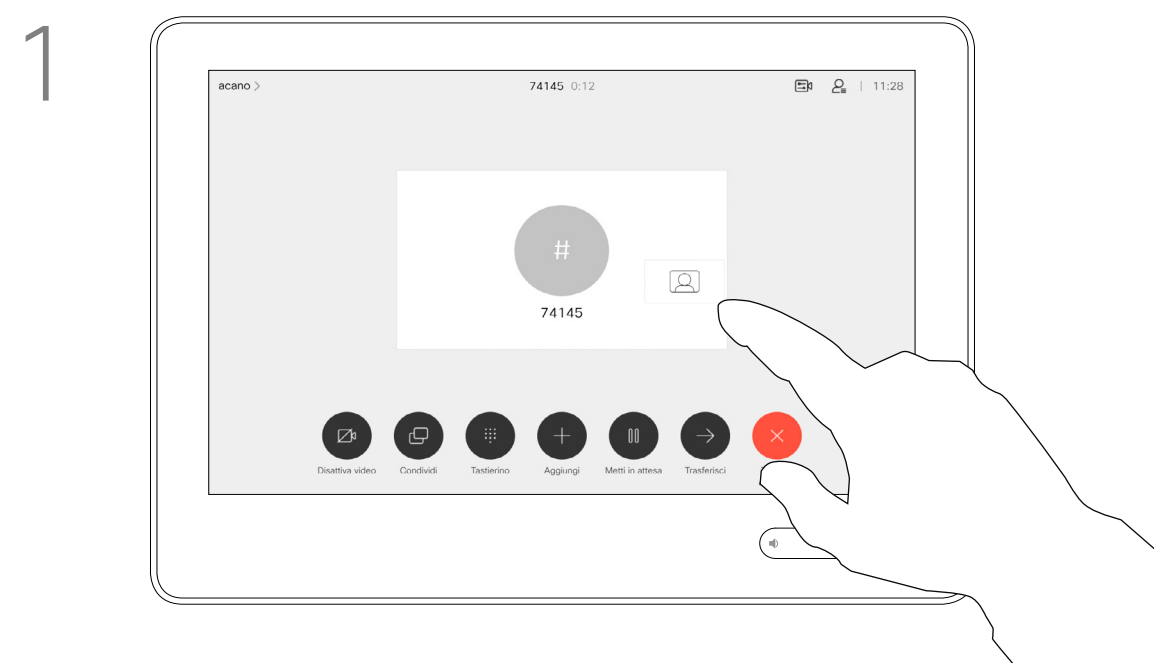 1
acano >
74145 0:12
11:28
#
74145
Disattiva video
Condividi
Tastierino
Aggiungi
Metti in attesa
Trasferisci